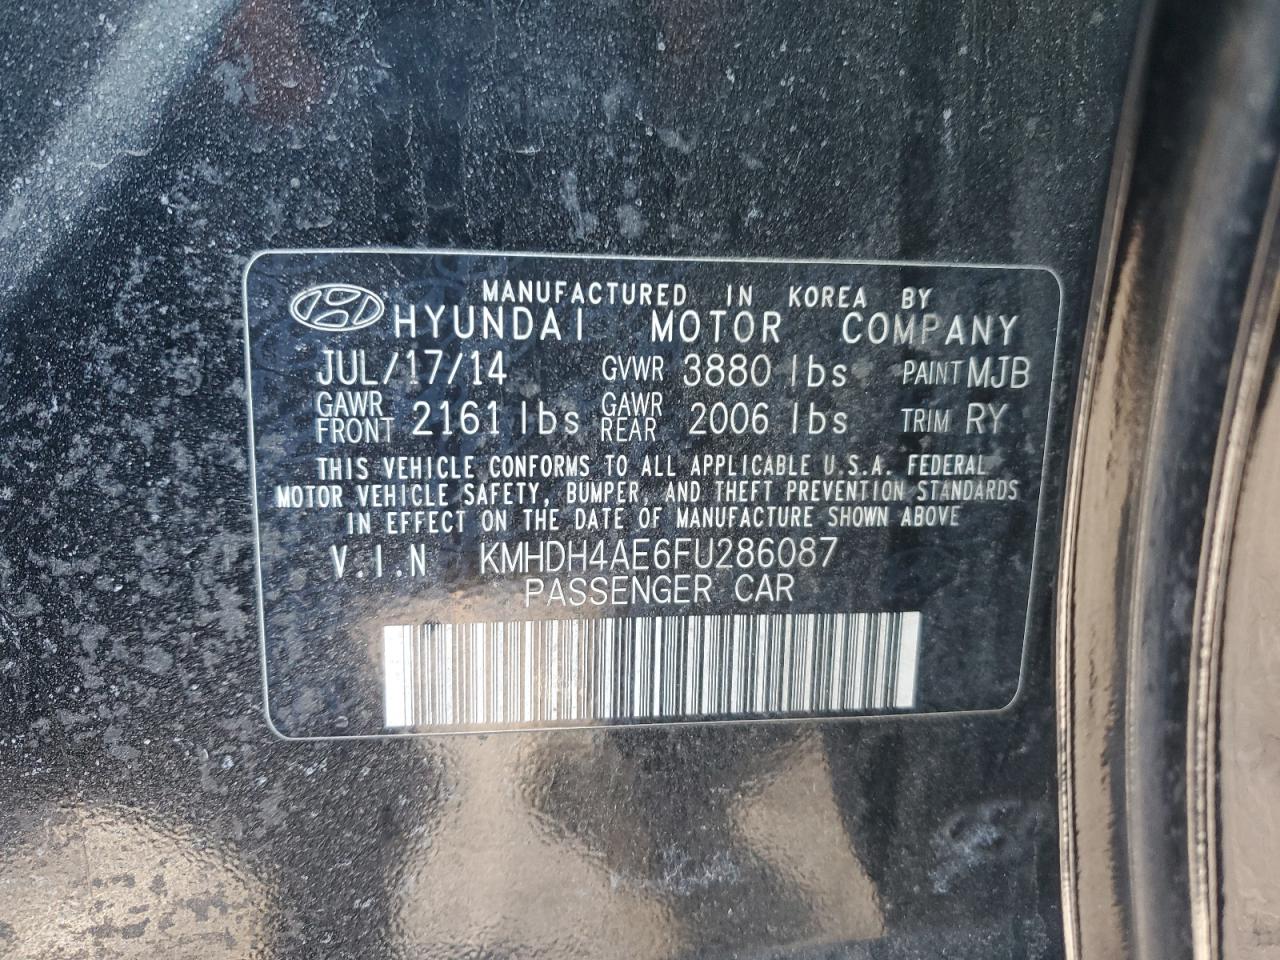 MANUFACTURED IN KOREA BY
HYUNDAI MOTOR COMPANY
JUL/17/14 GVWR 3880 lbs PAINT MJB
GAWR FRONT 2161 lbs GAWR REAR 2006 lbs TRIM RY
THIS VEHICLE CONFORMS TO ALL APPLICABLE U.S.A. FEDERAL
MOTOR VEHICLE SAFETY, BUMPER, AND THEFT PREVENTION STANDARDS
IN EFFECT ON THE DATE OF MANUFACTURE SHOWN ABOVE
V.I.N KMHDH4AE6FU286087
PASSENGER CAR